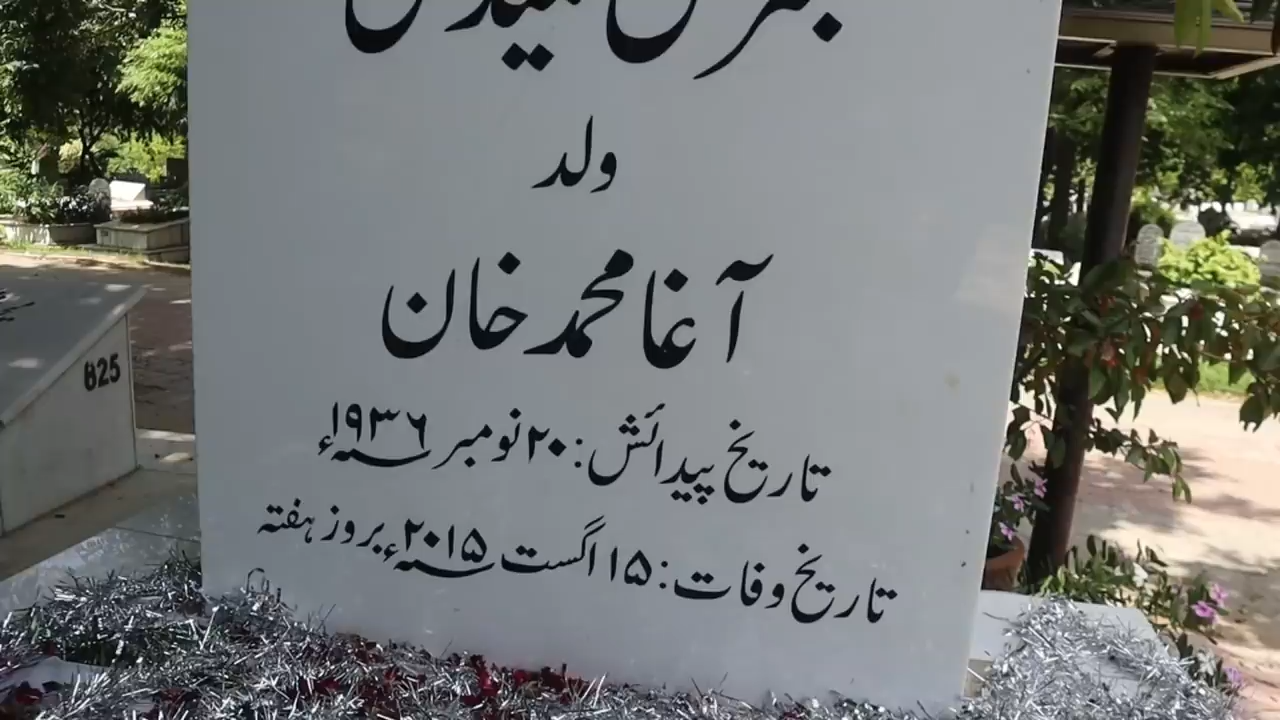 ولد
آغا محمد خان
تاریخ پیدائش: ۲۰ نومبر ۱۹۳۶ء
تاریخ وفات: ۱۵ اگست ۲۰۱۵ء بروز ہفتہ
825